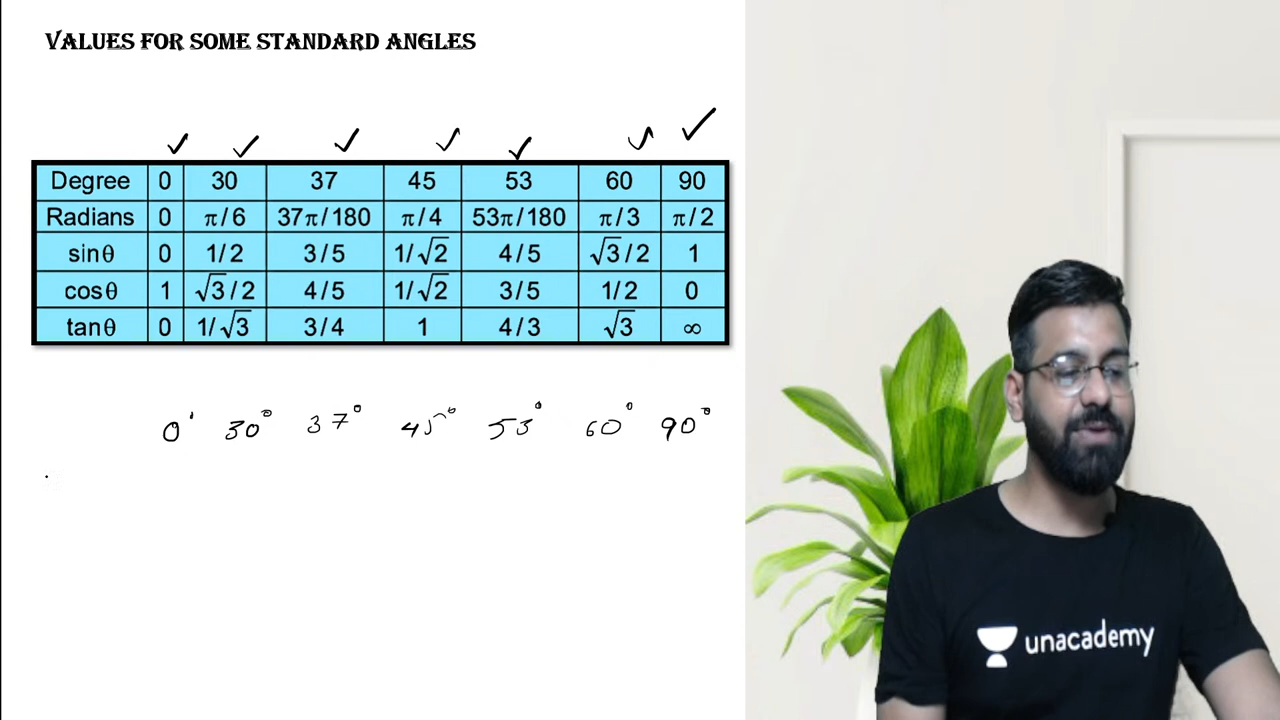 VALUES FOR SOME STANDARD ANGLES
Degree 0 30 37 45 53 60 90
Radians 0 π/6 37π/180 π/4 53π/180 π/3 π/2
sinθ 0 1/2 3/5 1/√2 4/5 √3/2 1
cosθ 1 √3/2 4/5 1/√2 3/5 1/2 0
tanθ 0 1/√3 3/4 1 4/3 √3 ∞
0° 30° 37° 45° 53° 60° 90°
unacademy